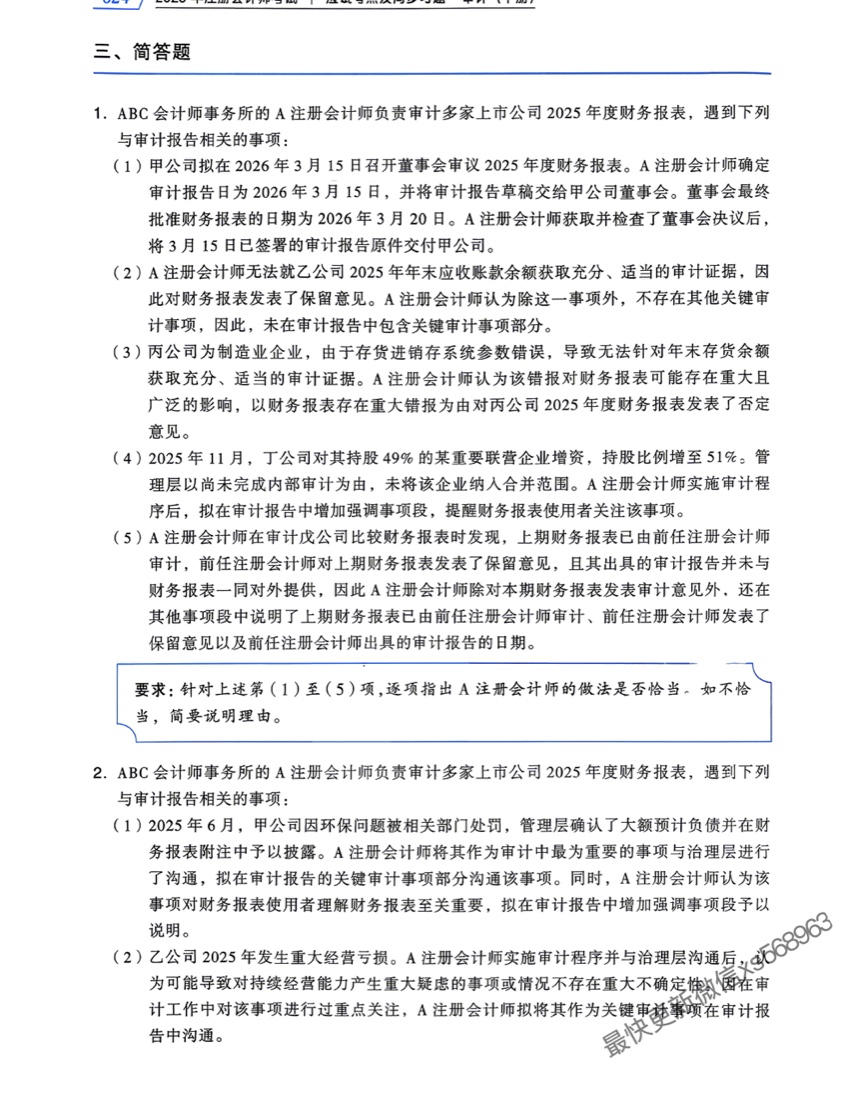 624 2026年注册会计师考试 | 应试考点及同步习题 审计（下册）
三、简答题
1. ABC会计师事务所的A注册会计师负责审计多家上市公司2025年度财务报表，遇到下列
与审计报告相关的事项：
（1）甲公司拟在2026年3月15日召开董事会审议2025年度财务报表。A注册会计师确定
审计报告日为2026年3月15日，并将审计报告草稿交给甲公司董事会。董事会最终
批准财务报表的日期为2026年3月20日。A注册会计师获取并检查了董事会决议后，
将3月15日已签署的审计报告原件交付甲公司。
（2）A注册会计师无法就乙公司2025年年末应收账款余额获取充分、适当的审计证据，因
此对财务报表发表了保留意见。A注册会计师认为除这一事项外，不存在其他关键审
计事项，因此，未在审计报告中包含关键审计事项部分。
（3）丙公司为制造业企业，由于存货进销存系统参数错误，导致无法针对年末存货余额
获取充分、适当的审计证据。A注册会计师认为该错报对财务报表可能存在重大且
广泛的影响，以财务报表存在重大错报为由对丙公司2025年度财务报表发表了否定
意见。
（4）2025年11月，丁公司对其持股49%的某重要联营企业增资，持股比例增至51%。管
理层以尚未完成内部审计为由，未将该企业纳入合并范围。A注册会计师实施审计程
序后，拟在审计报告中增加强调事项段，提醒财务报表使用者关注该事项。
（5）A注册会计师在审计戊公司比较财务报表时发现，上期财务报表已由前任注册会计师
审计，前任注册会计师对上期财务报表发表了保留意见，且其出具的审计报告并未与
财务报表一同对外提供，因此A注册会计师除对本期财务报表发表审计意见外，还在
其他事项段中说明了上期财务报表已由前任注册会计师审计、前任注册会计师发表了
保留意见以及前任注册会计师出具的审计报告的日期。
要求：针对上述第（1）至（5）项，逐项指出A注册会计师的做法是否恰当。如不恰
当，简要说明理由。
2. ABC会计师事务所的A注册会计师负责审计多家上市公司2025年度财务报表，遇到下列
与审计报告相关的事项：
（1）2025年6月，甲公司因环保问题被相关部门处罚，管理层确认了大额预计负债并在财
务报表附注中予以披露。A注册会计师将其作为审计中最为重要的事项与治理层进行
了沟通，拟在审计报告的关键审计事项部分沟通该事项。同时，A注册会计师认为该
事项对财务报表使用者理解财务报表至关重要，拟在审计报告中增加强调事项段予以
说明。
（2）乙公司2025年发生重大经营亏损。A注册会计师实施审计程序并与治理层沟通后，认
为可能导致对持续经营能力产生重大疑虑的事项或情况不存在重大不确定性。因在审
计工作中对该事项进行过重点关注，A注册会计师拟将其作为关键审计事项在审计报
告中沟通。
最快更新微信xs568963